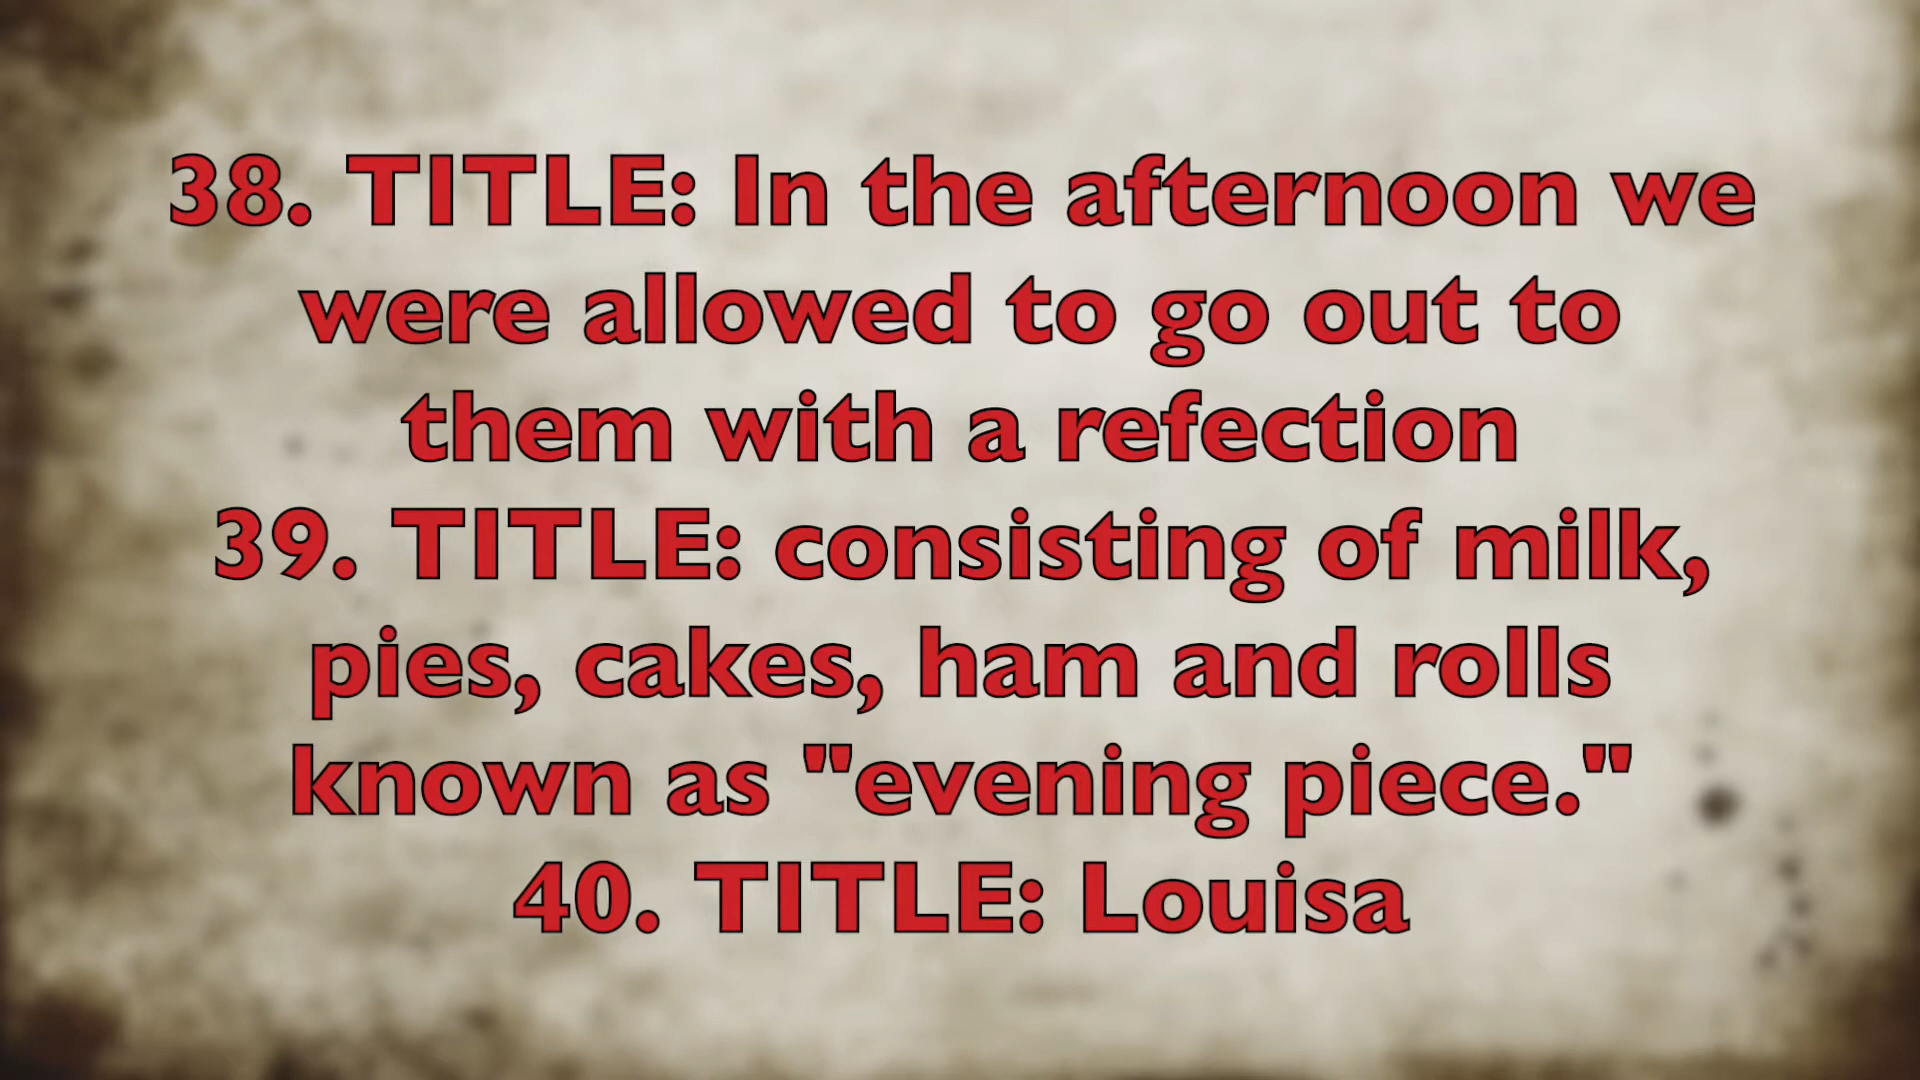 38. TITLE: In the afternoon we
were allowed to go out to
them with a refection
39. TITLE: consisting of milk,
pies, cakes, ham and rolls
known as "evening piece."
40. TITLE: Louisa